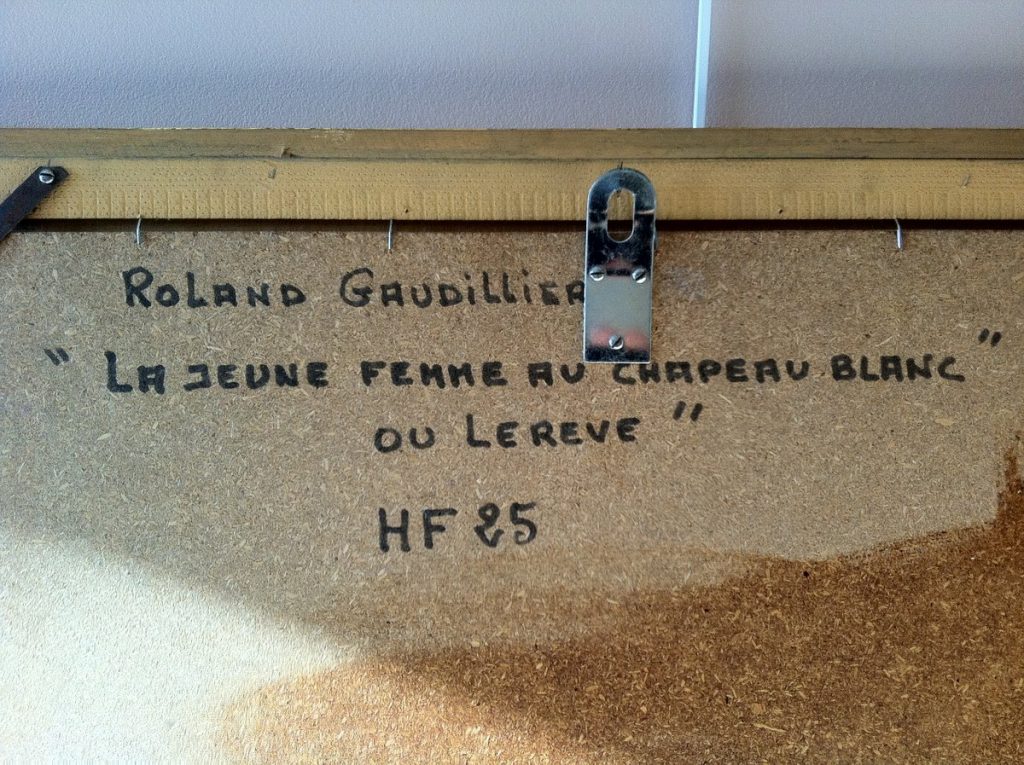 ROLAND GAUDiLLiER
" LA JEUNE FEMME AU CHAPEAU BLANC "
OU LE REVE "
HF 25